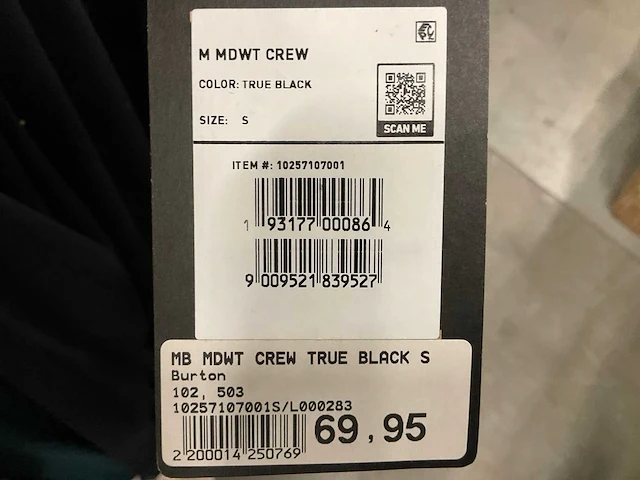 M MDWT CREW
COLOR: TRUE BLACK
SIZE: S
SCAN ME
ITEM #: 10257107001
1 93177 00086 4
9 009521 839527
MB MDWT CREW TRUE BLACK S
Burton
102, 503
10257107001S/L000283
69,95
2 200014 250769